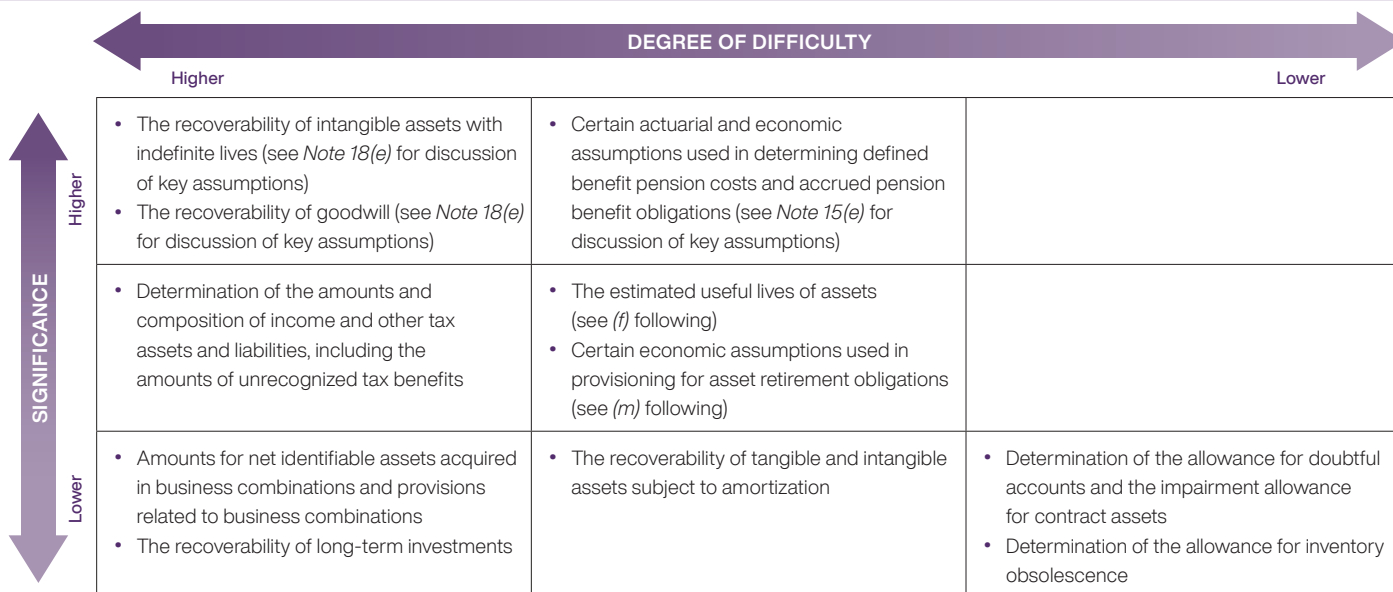 DEGREE OF DIFFICULTY
Higher
Lower
SIGNIFICANCE
Higher
• The recoverability of intangible assets with
indefinite lives (see Note 18(e) for discussion
of key assumptions)
• The recoverability of goodwill (see Note 18(e)
for discussion of key assumptions)
• Certain actuarial and economic
assumptions used in determining defined
benefit pension costs and accrued pension
benefit obligations (see Note 15(e) for
discussion of key assumptions)
• Determination of the amounts and
composition of income and other tax
assets and liabilities, including the
amounts of unrecognized tax benefits
• The estimated useful lives of assets
(see (f) following)
• Certain economic assumptions used in
provisioning for asset retirement obligations
(see (m) following)
Lower
• Amounts for net identifiable assets acquired
in business combinations and provisions
related to business combinations
• The recoverability of long-term investments
• The recoverability of tangible and intangible
assets subject to amortization
• Determination of the allowance for doubtful
accounts and the impairment allowance
for contract assets
• Determination of the allowance for inventory
obsolescence